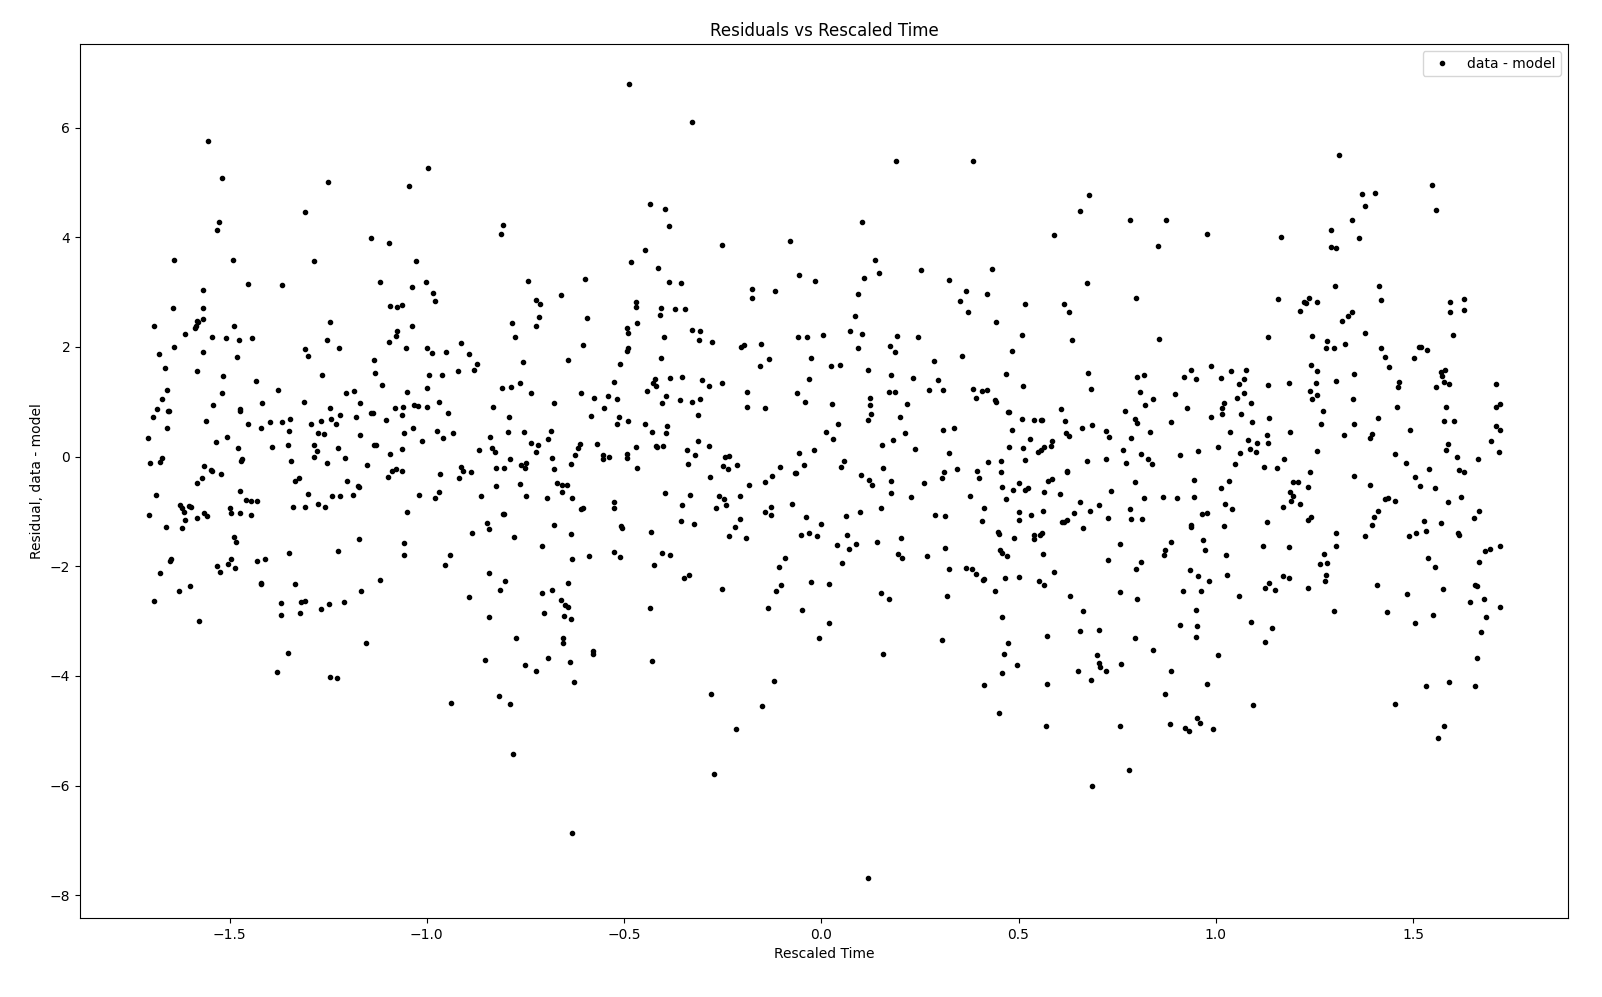 Residuals vs Rescaled Time
data - model
Residual, data - model
6
4
2
0
−2
−4
−6
−8
−1.5 −1.0 −0.5 0.0 0.5 1.0 1.5
Rescaled Time